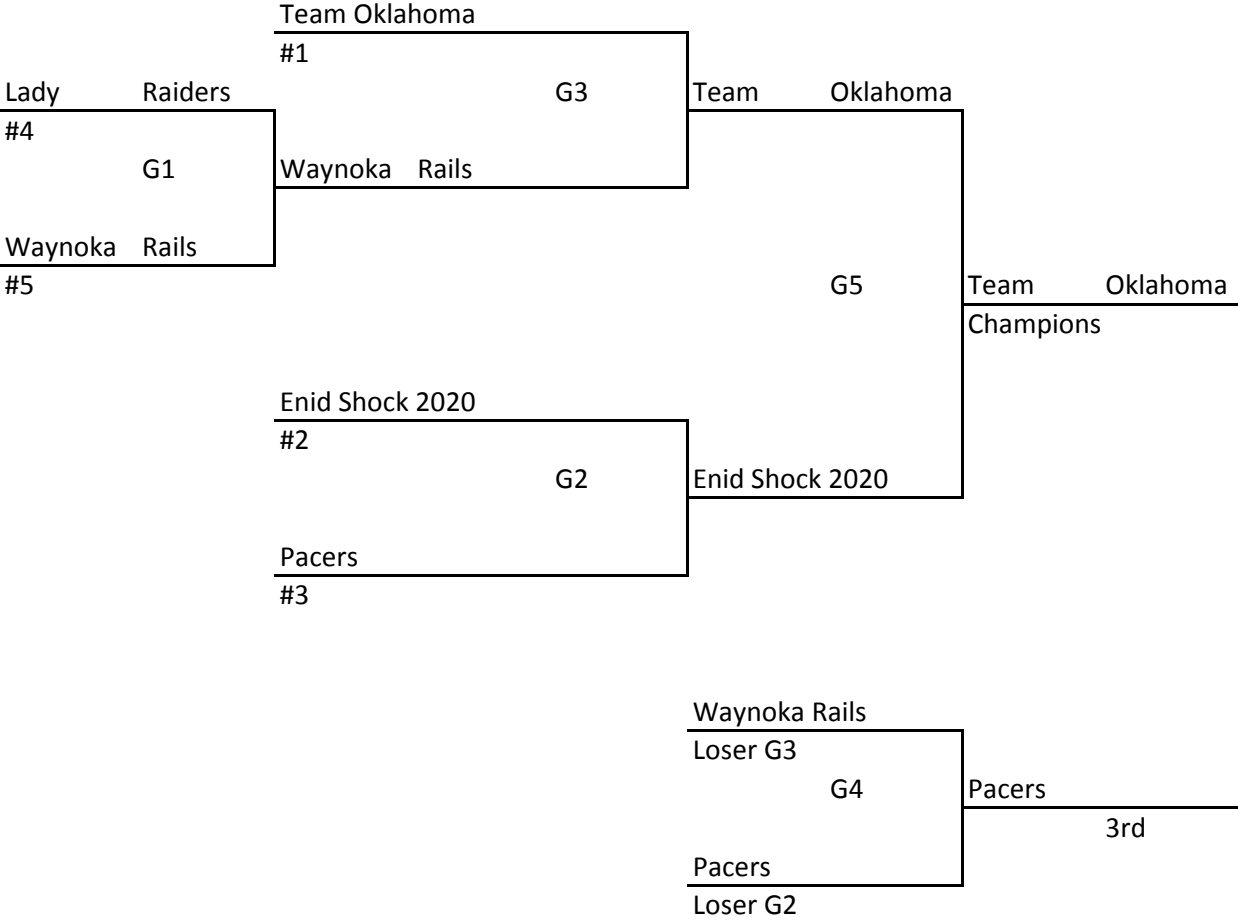 Team Oklahoma
#1
Lady Raiders
G3
Team Oklahoma
#4
G1
Waynoka Rails
Waynoka Rails
#5
G5
Team Oklahoma
Champions
Enid Shock 2020
#2
G2
Enid Shock 2020
Pacers
#3
Waynoka Rails
Loser G3
G4
Pacers
3rd
Pacers
Loser G2